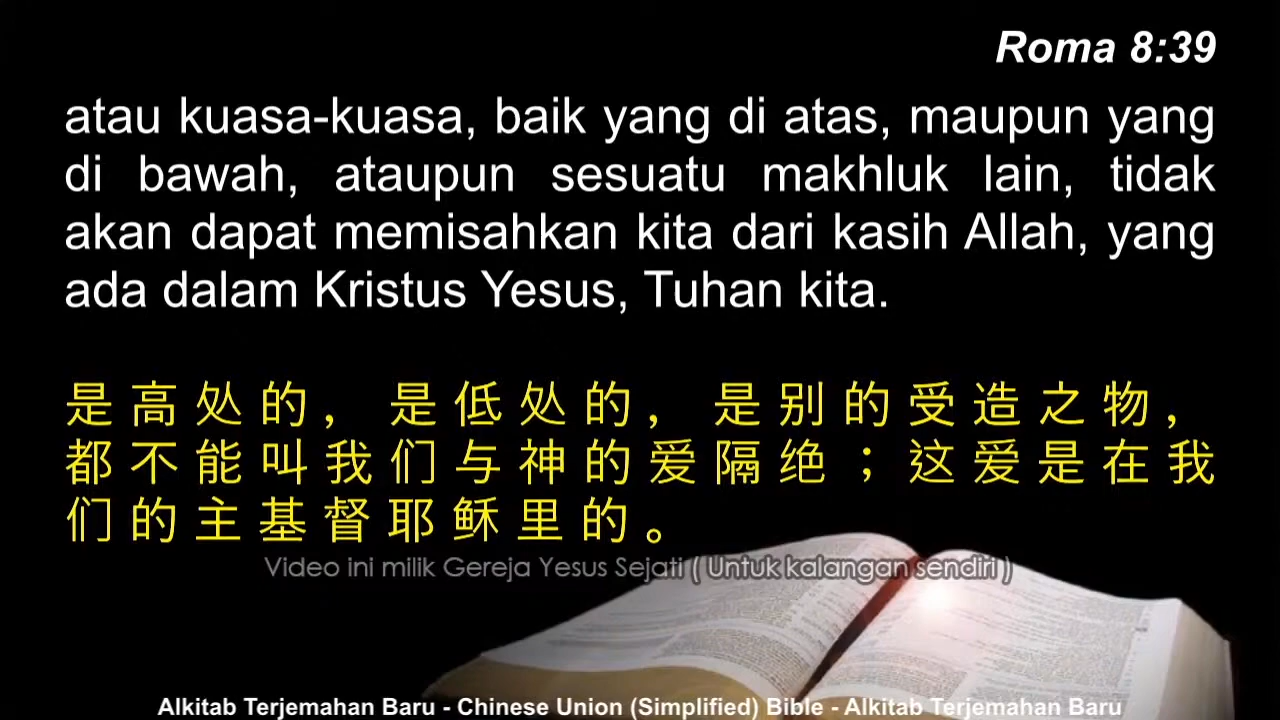 Roma 8:39
atau kuasa-kuasa, baik yang di atas, maupun yang
di bawah, ataupun sesuatu makhluk lain, tidak
akan dapat memisahkan kita dari kasih Allah, yang
ada dalam Kristus Yesus, Tuhan kita.
是高处的，是低处的，是别的受造之物，
都不能叫我们与神的爱隔绝；这爱是在我
们的主基督耶稣里的。
Video ini milik Gereja Yesus Sejati ( Untuk kalangan sendiri )
Alkitab Terjemahan Baru - Chinese Union (Simplified) Bible - Alkitab Terjemahan Baru